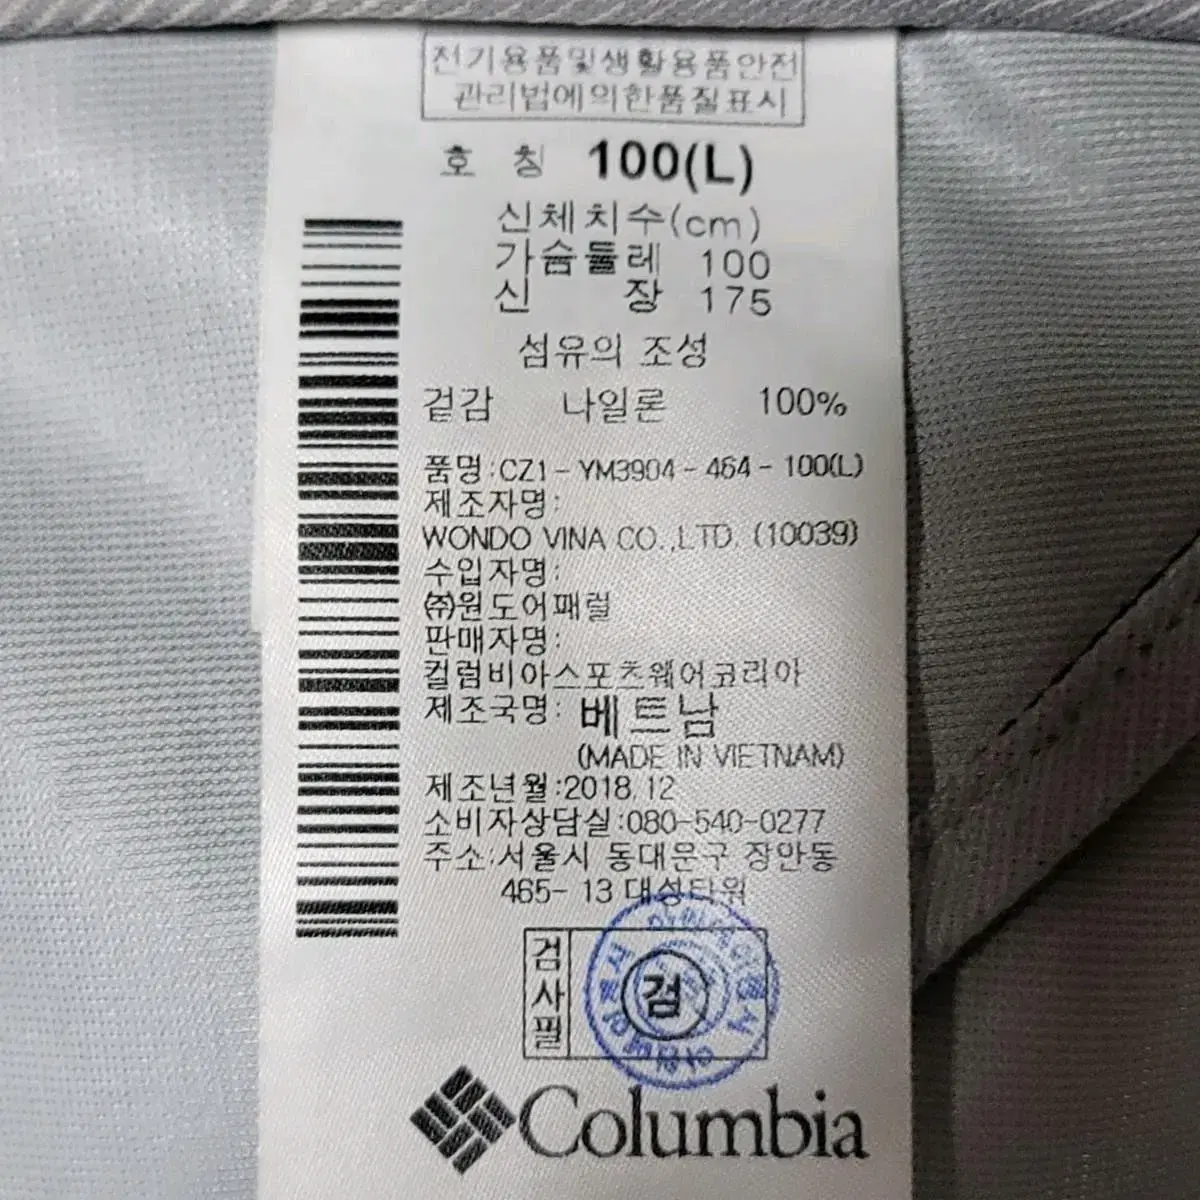 전기용품및생활용품안전
관리법에의한품질표시
호 칭 100(L)
신체치수(cm)
가슴둘레 100
신 장 175
섬유의 조성
겉감 나일론 100%
품명:CZ1-YM3904-464-100(L)
제조자명:
WONDO VINA CO.,LTD. (10039)
수입자명:
㈜원도어패럴
판매자명:
컬럼비아스포츠웨어코리아
제조국명: 베트남
(MADE IN VIETNAM)
제조년월:2018.12
소비자상담실:080-540-0277
주소:서울시 동대문구 장안동
465-13 대성타워
검사필
검
Columbia